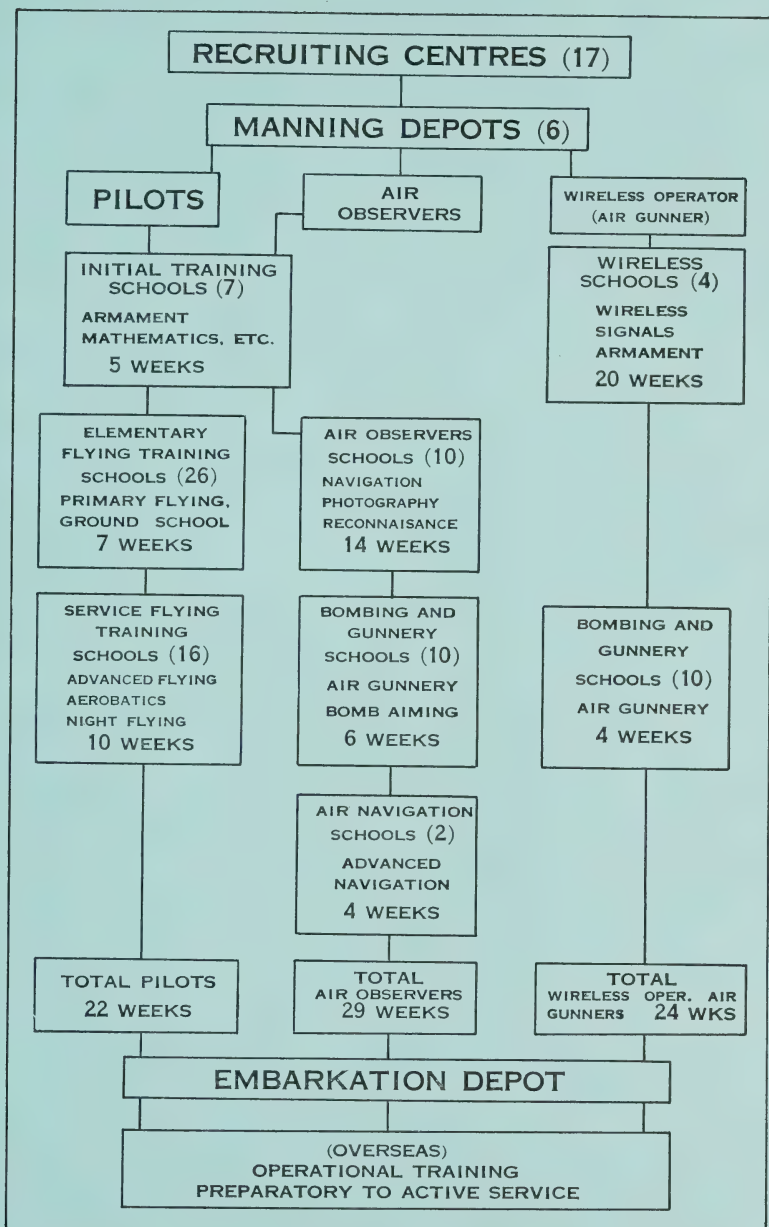 RECRUITING CENTRES (17)
MANNING DEPOTS (6)
PILOTS
AIR
OBSERVERS
WIRELESS OPERATOR
(AIR GUNNER)
INITIAL TRAINING
SCHOOLS (7)
ARMAMENT
MATHEMATICS, ETC.
5 WEEKS
WIRELESS
SCHOOLS (4)
WIRELESS
SIGNALS
ARMAMENT
20 WEEKS
ELEMENTARY
FLYING TRAINING
SCHOOLS (26)
PRIMARY FLYING,
GROUND SCHOOL
7 WEEKS
AIR OBSERVERS
SCHOOLS (10)
NAVIGATION
PHOTOGRAPHY
RECONNAISANCE
14 WEEKS
SERVICE FLYING
TRAINING
SCHOOLS (16)
ADVANCED FLYING
AEROBATICS
NIGHT FLYING
10 WEEKS
BOMBING AND
GUNNERY
SCHOOLS (10)
AIR GUNNERY
BOMB AIMING
6 WEEKS
BOMBING AND
GUNNERY
SCHOOLS (10)
AIR GUNNERY
4 WEEKS
AIR NAVIGATION
SCHOOLS (2)
ADVANCED
NAVIGATION
4 WEEKS
TOTAL PILOTS
22 WEEKS
TOTAL
AIR OBSERVERS
29 WEEKS
TOTAL
WIRELESS OPER. AIR
GUNNERS 24 WKS
EMBARKATION DEPOT
(OVERSEAS)
OPERATIONAL TRAINING
PREPARATORY TO ACTIVE SERVICE